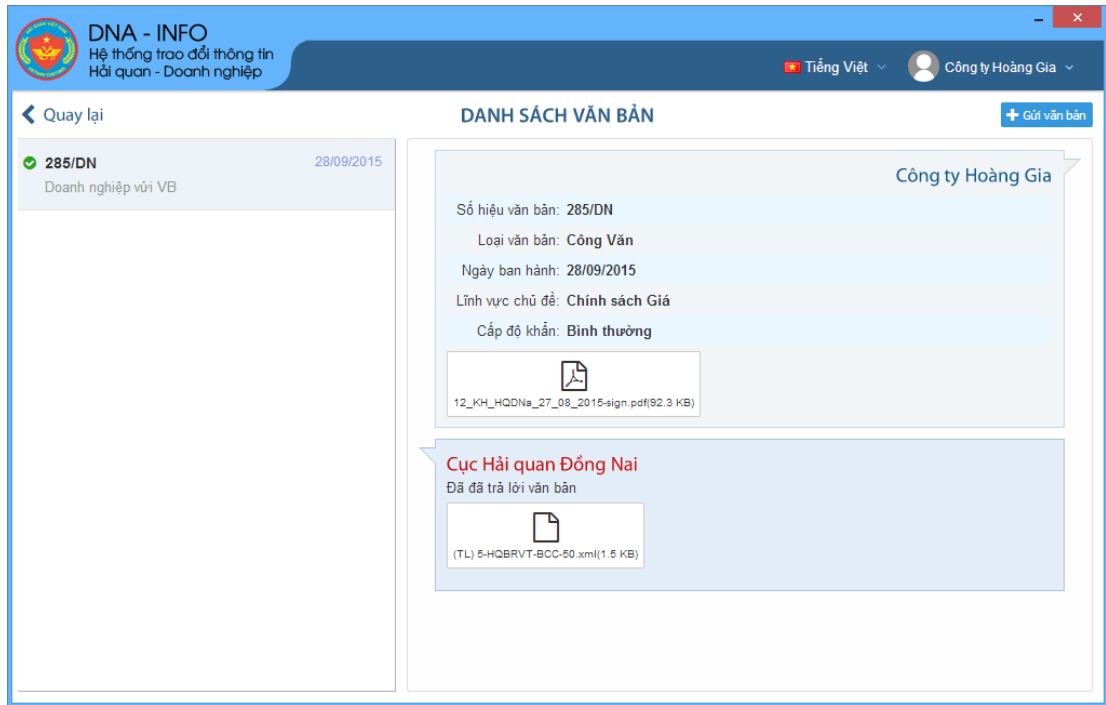 DNA - INFO
Hệ thống trao đổi thông tin
Hải quan - Doanh nghiệp
Tiếng Việt
Công ty Hoàng Gia
Quay lại
DANH SÁCH VĂN BẢN
Gửi văn bản
285/DN
28/09/2015
Doanh nghiệp vửi VB
Công ty Hoàng Gia
Số hiệu văn bản: 285/DN
Loại văn bản: Công Văn
Ngày ban hành: 28/09/2015
Lĩnh vực chủ đề: Chính sách Giá
Cấp độ khẩn: Bình thường
12_KH_HQDNa_27_08_2015-sign.pdf(92.3 KB)
Cục Hải quan Đồng Nai
Đã đã trả lời văn bản
(TL) 5-HQBRVT-BCC-50.xml(1.5 KB)